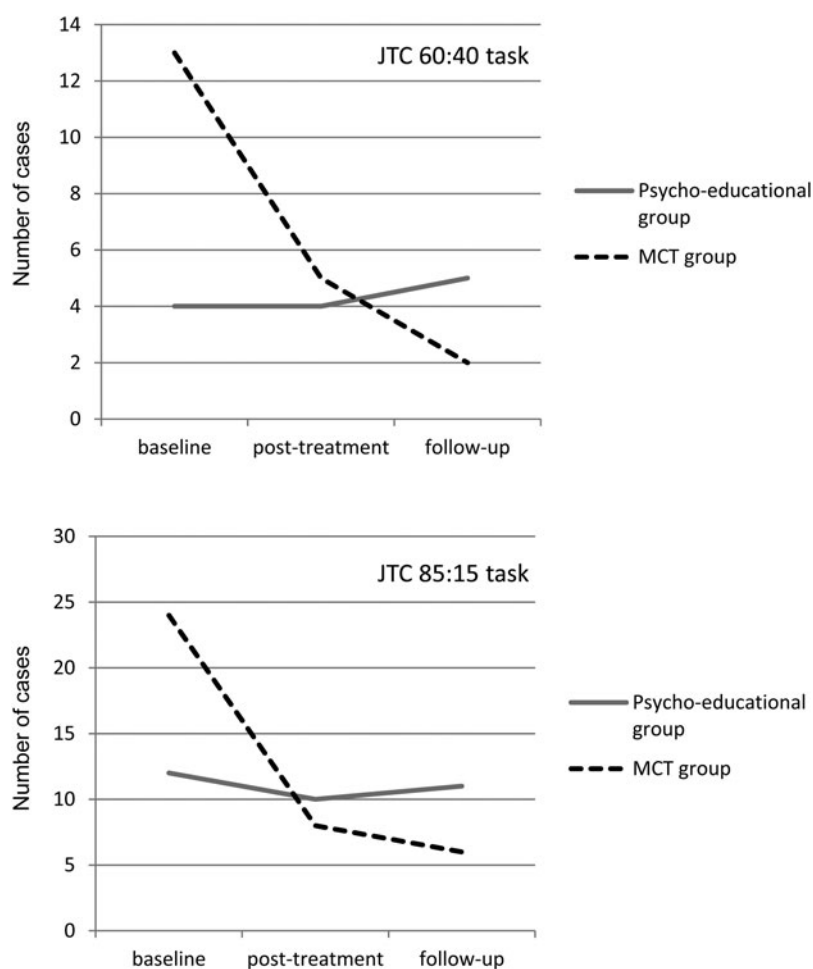 14
JTC 60:40 task
12
10
8
6
4
2
0
Number of cases
baseline post-treatment follow-up
Psycho-educational
group
MCT group
30
JTC 85:15 task
25
20
15
10
5
0
Number of cases
baseline post-treatment follow-up
Psycho-educational
group
MCT group